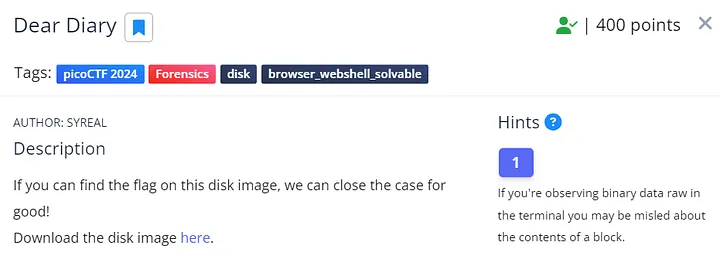 Dear Diary
| 400 points
Tags: picoCTF 2024 Forensics disk browser_webshell_solvable
AUTHOR: SYREAL
Description
If you can find the flag on this disk image, we can close the case for
good!
Download the disk image here.
Hints ?
1
If you're observing binary data raw in
the terminal you may be misled about
the contents of a block.